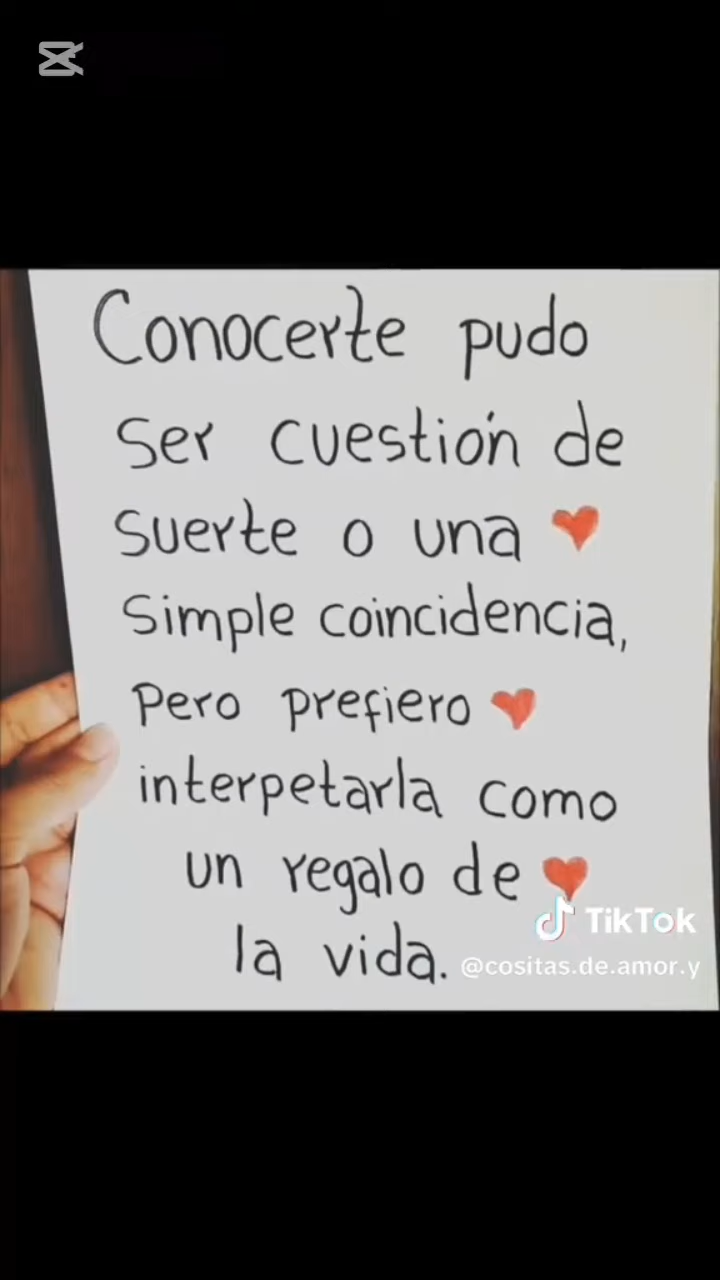 Conocerte pudo
ser cuestión de
suerte o una
simple coincidencia,
Pero prefiero
interpetarla como
un regalo de
la vida.
TikTok
@cositas.de.amor.y